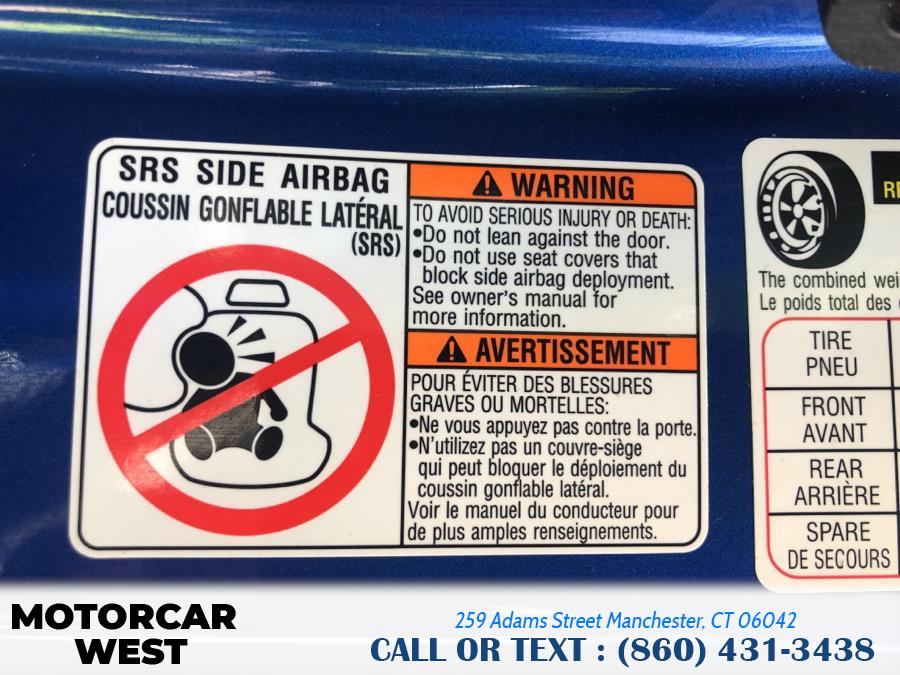 SRS SIDE AIRBAG
COUSSIN GONFLABLE LATÉRAL
(SRS)
WARNING
TO AVOID SERIOUS INJURY OR DEATH:
•Do not lean against the door.
•Do not use seat covers that
block side airbag deployment.
See owner's manual for
more information.
AVERTISSEMENT
POUR ÉVITER DES BLESSURES
GRAVES OU MORTELLES:
•Ne vous appuyez pas contre la porte.
•N'utilizez pas un couvre-siège
qui peut bloquer le déploiement du
coussin gonflable latéral.
Voir le manuel du conducteur pour
de plus amples renseignements.
The combined
Le poids total des
TIRE
PNEU
FRONT
AVANT
REAR
ARRIÈRE
SPARE
DE SECOURS
MOTORCAR
WEST
259 Adams Street Manchester, CT 06042
CALL OR TEXT : (860) 431-3438